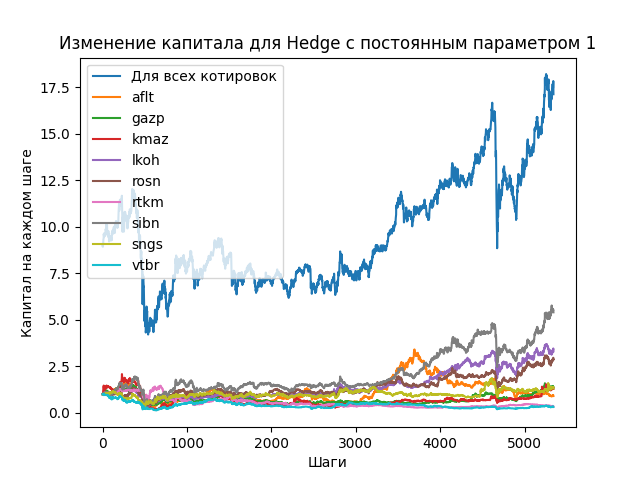 Изменение капитала для Hedge с постоянным параметром 1
Капитал на каждом шаге
17.5
15.0
12.5
10.0
7.5
5.0
2.5
0.0
Для всех котировок
aflt
gazp
kmaz
lkoh
rosn
rtkm
sibn
sngs
vtbr
0
1000
2000
3000
4000
5000
Шаги